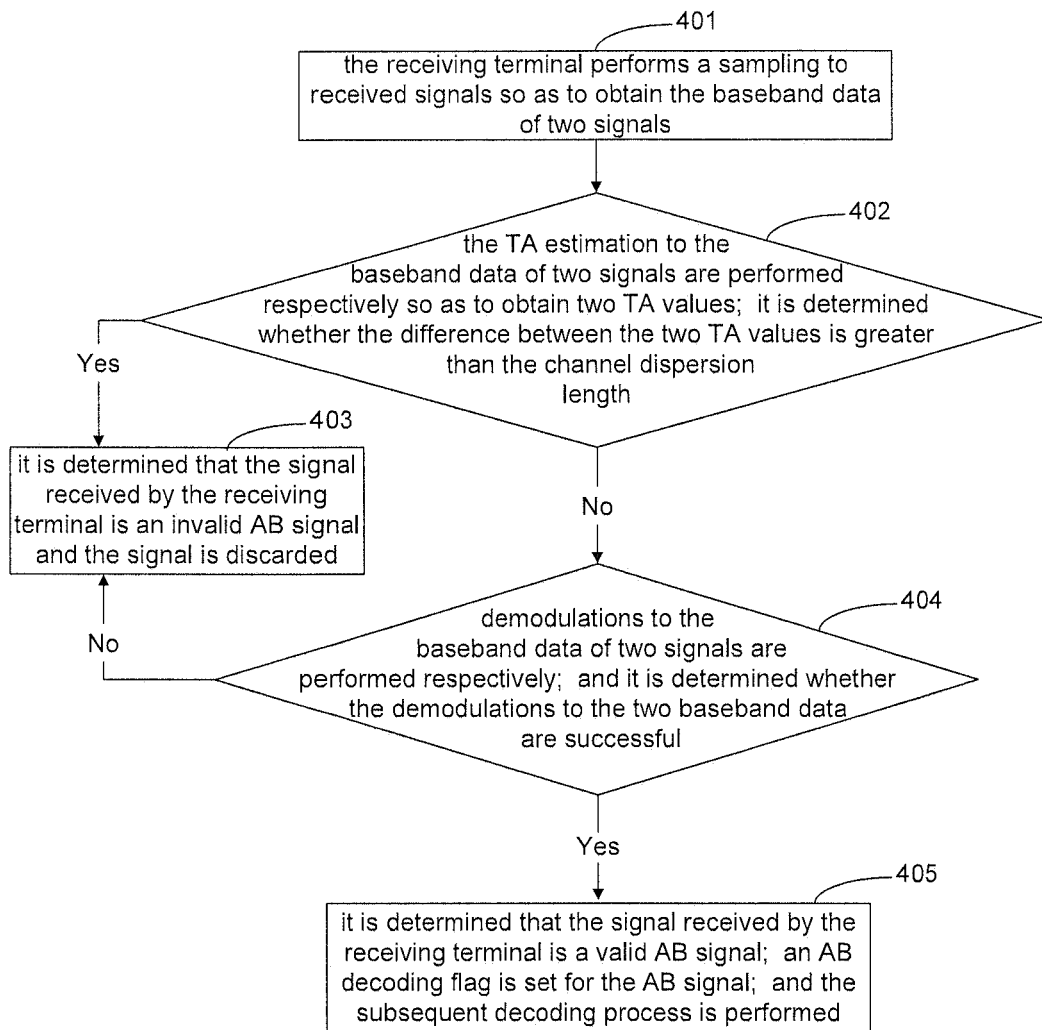 401
the receiving terminal performs a sampling to
received signals so as to obtain the baseband data
of two signals
402
the TA estimation to the
baseband data of two signals are performed
respectively so as to obtain two TA values; it is determined
whether the difference between the two TA values is greater
than the channel dispersion
length
Yes
403
it is determined that the signal
received by the receiving
terminal is an invalid AB signal
and the signal is discarded
No
404
demodulations to the
baseband data of two signals are
performed respectively; and it is determined whether
the demodulations to the two baseband data
are successful
No
Yes
405
it is determined that the signal received by the
receiving terminal is a valid AB signal; an AB
decoding flag is set for the AB signal; and the
subsequent decoding process is performed